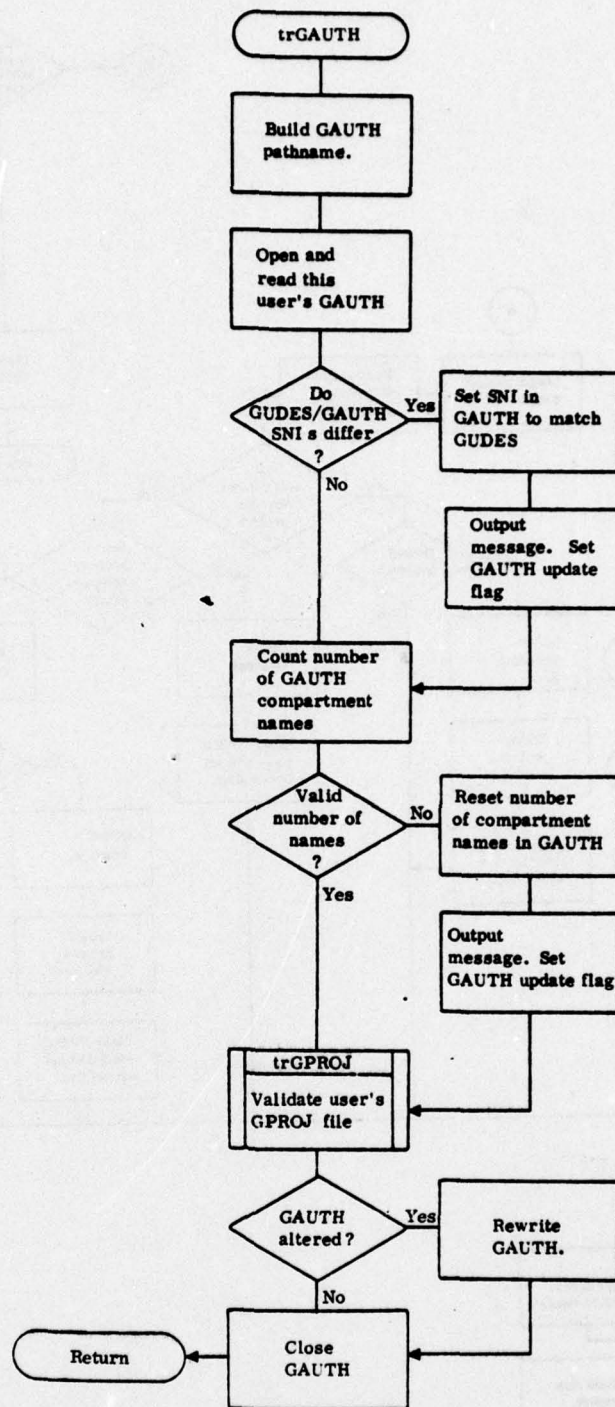 trGAUTH
Build GAUTH
pathname.
Open and
read this
user's GAUTH
Do
GUDES/GAUTH
SNI s differ
?
Yes
No
Set SNI in
GAUTH to match
GUDES
Output
message. Set
GAUTH update
flag
Count number
of GAUTH
compartment
names
Valid
number of
names
?
No
Yes
Reset number
of compartment
names in GAUTH
Output
message. Set
GAUTH update flag
trGPROJ
Validate user's
GPROJ file
GAUTH
altered?
Yes
No
Rewrite
GAUTH.
Close
GAUTH
Return